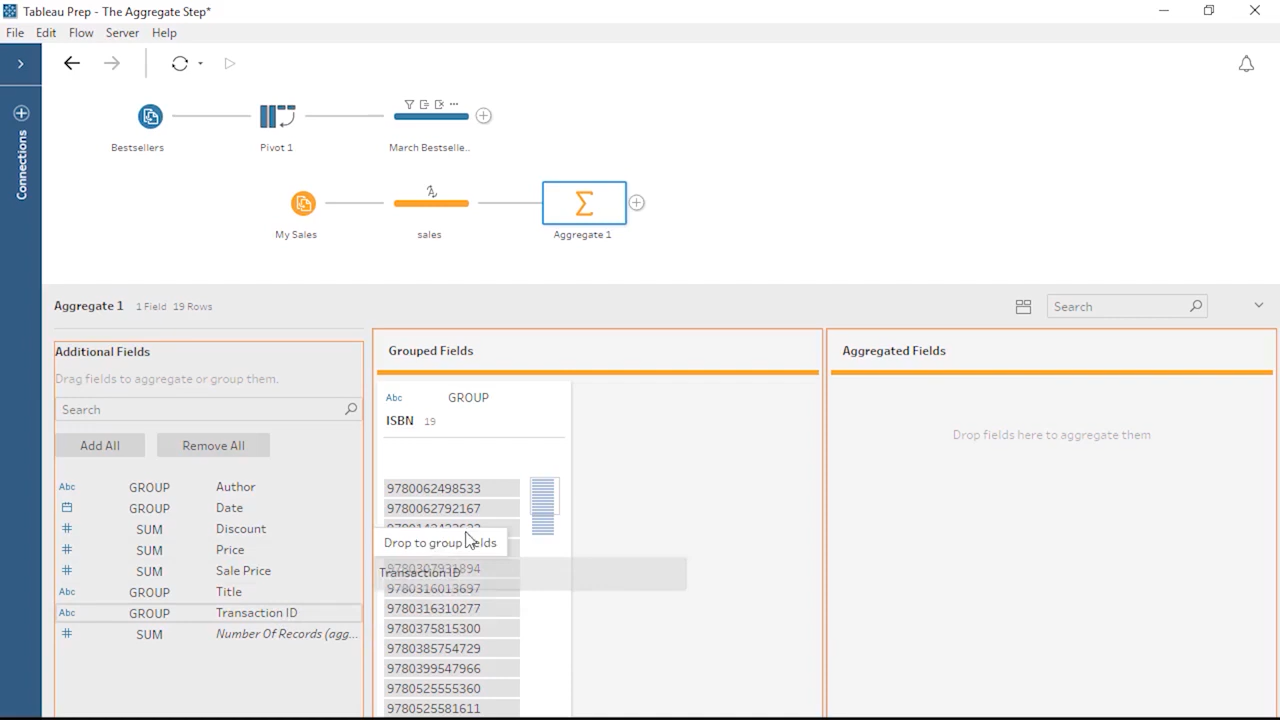 Tableau Prep - The Aggregate Step*
File Edit Flow Server Help
Connections
Bestsellers
Pivot 1
March Bestselle..
My Sales
sales
Aggregate 1
Aggregate 1 1 Field 19 Rows
Search
Additional Fields
Drag fields to aggregate or group them.
Search
Add All Remove All
Abc GROUP Author
GROUP Date
# SUM Discount
# SUM Price
# SUM Sale Price
Abc GROUP Title
Abc GROUP Transaction ID
# SUM Number Of Records (agg...
Grouped Fields
Abc GROUP
ISBN 19
9780062498533
9780062792167
Drop to group fields
9780307931894
Transaction ID
9780316013697
9780316310277
9780375815300
9780385754729
9780399547966
9780525555360
9780525581611
Aggregated Fields
Drop fields here to aggregate them